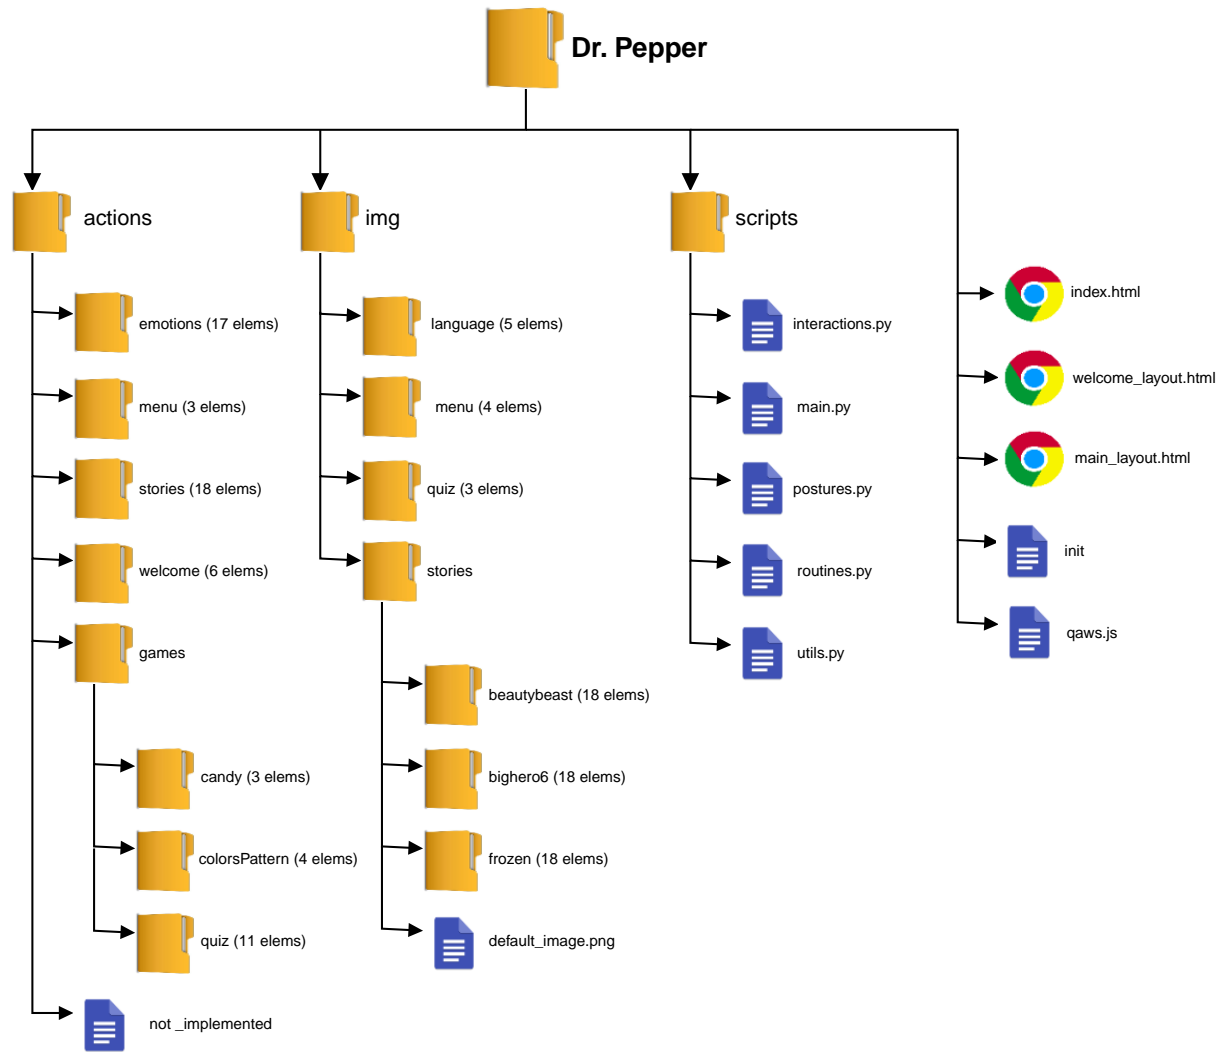 Dr. Pepper
actions
img
scripts
emotions (17 elems)
menu (3 elems)
stories (18 elems)
welcome (6 elems)
games
candy (3 elems)
colorsPattern (4 elems)
quiz (11 elems)
not _implemented
language (5 elems)
menu (4 elems)
quiz (3 elems)
stories
beautybeast (18 elems)
bighero6 (18 elems)
frozen (18 elems)
default_image.png
interactions.py
main.py
postures.py
routines.py
utils.py
index.html
welcome_layout.html
main_layout.html
init
qaws.js